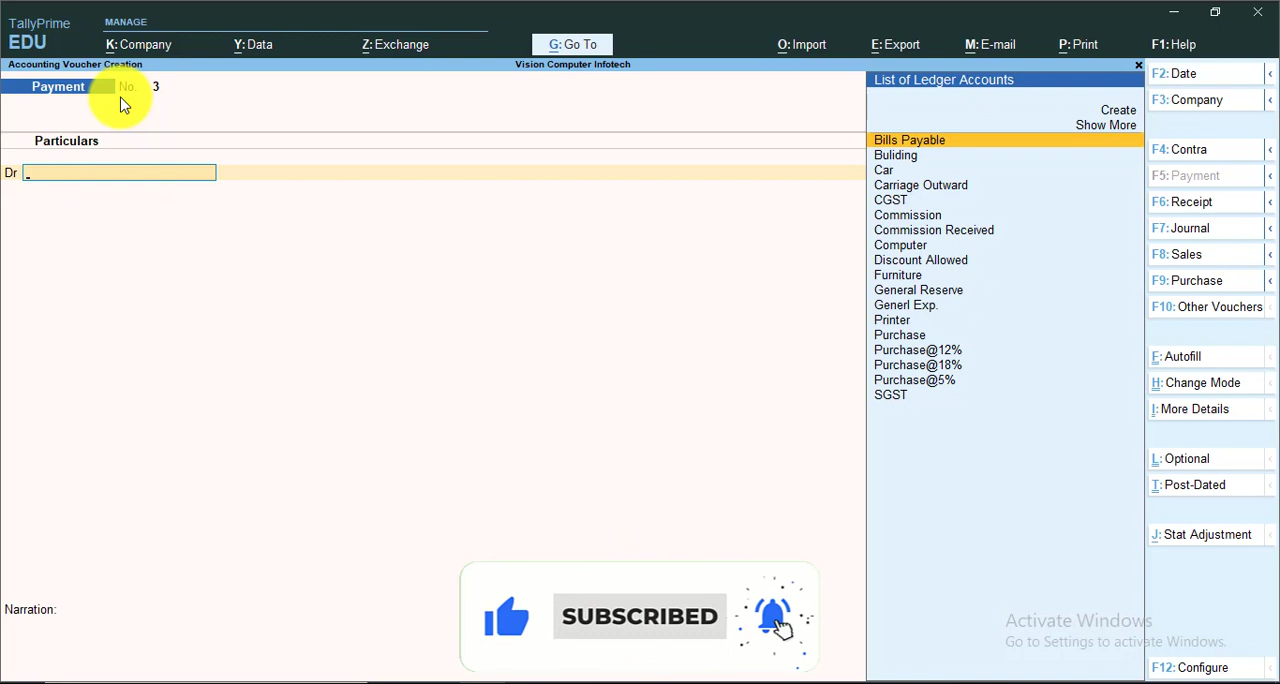 TallyPrime
EDU
MANAGE
K: Company
Y: Data
Z: Exchange
G: Go To
O: Import
E: Export
M: E-mail
P: Print
F1: Help
Accounting Voucher Creation
Vision Computer Infotech
Payment No. 3
Particulars
Dr
Narration:
List of Ledger Accounts
Create
Show More
Bills Payable
Buliding
Car
Carriage Outward
CGST
Commission
Commission Received
Computer
Discount Allowed
Furniture
General Reserve
Generl Exp.
Printer
Purchase
Purchase@12%
Purchase@18%
Purchase@5%
SGST
F2: Date
F3: Company
F4: Contra
F5: Payment
F6: Receipt
F7: Journal
F8: Sales
F9: Purchase
F10: Other Vouchers
F: Autofill
H: Change Mode
I: More Details
L: Optional
T: Post-Dated
J: Stat Adjustment
F12: Configure
SUBSCRIBED
Activate Windows
Go to Settings to activate Windows.